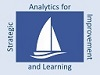 Analytics for
Strategic
Improvement
and Learning